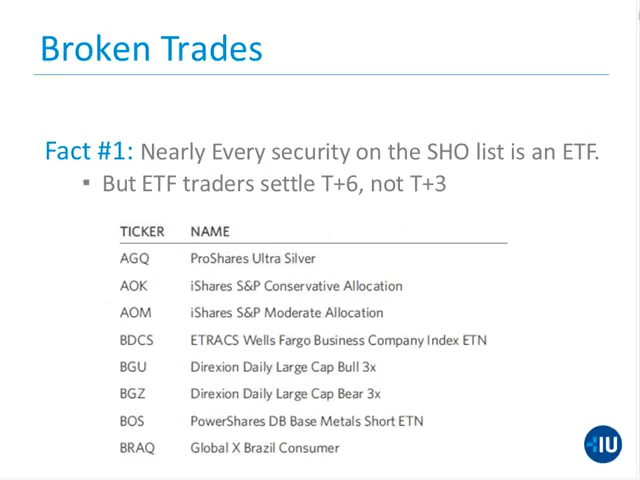 Broken Trades
Fact #1: Nearly Every security on the SHO list is an ETF.
▪ But ETF traders settle T+6, not T+3
TICKER NAME
AGQ ProShares Ultra Silver
AOK iShares S&P Conservative Allocation
AOM iShares S&P Moderate Allocation
BDCS ETRACS Wells Fargo Business Company Index ETN
BGU Direxion Daily Large Cap Bull 3x
BGZ Direxion Daily Large Cap Bear 3x
BOS PowerShares DB Base Metals Short ETN
BRAQ Global X Brazil Consumer
IU